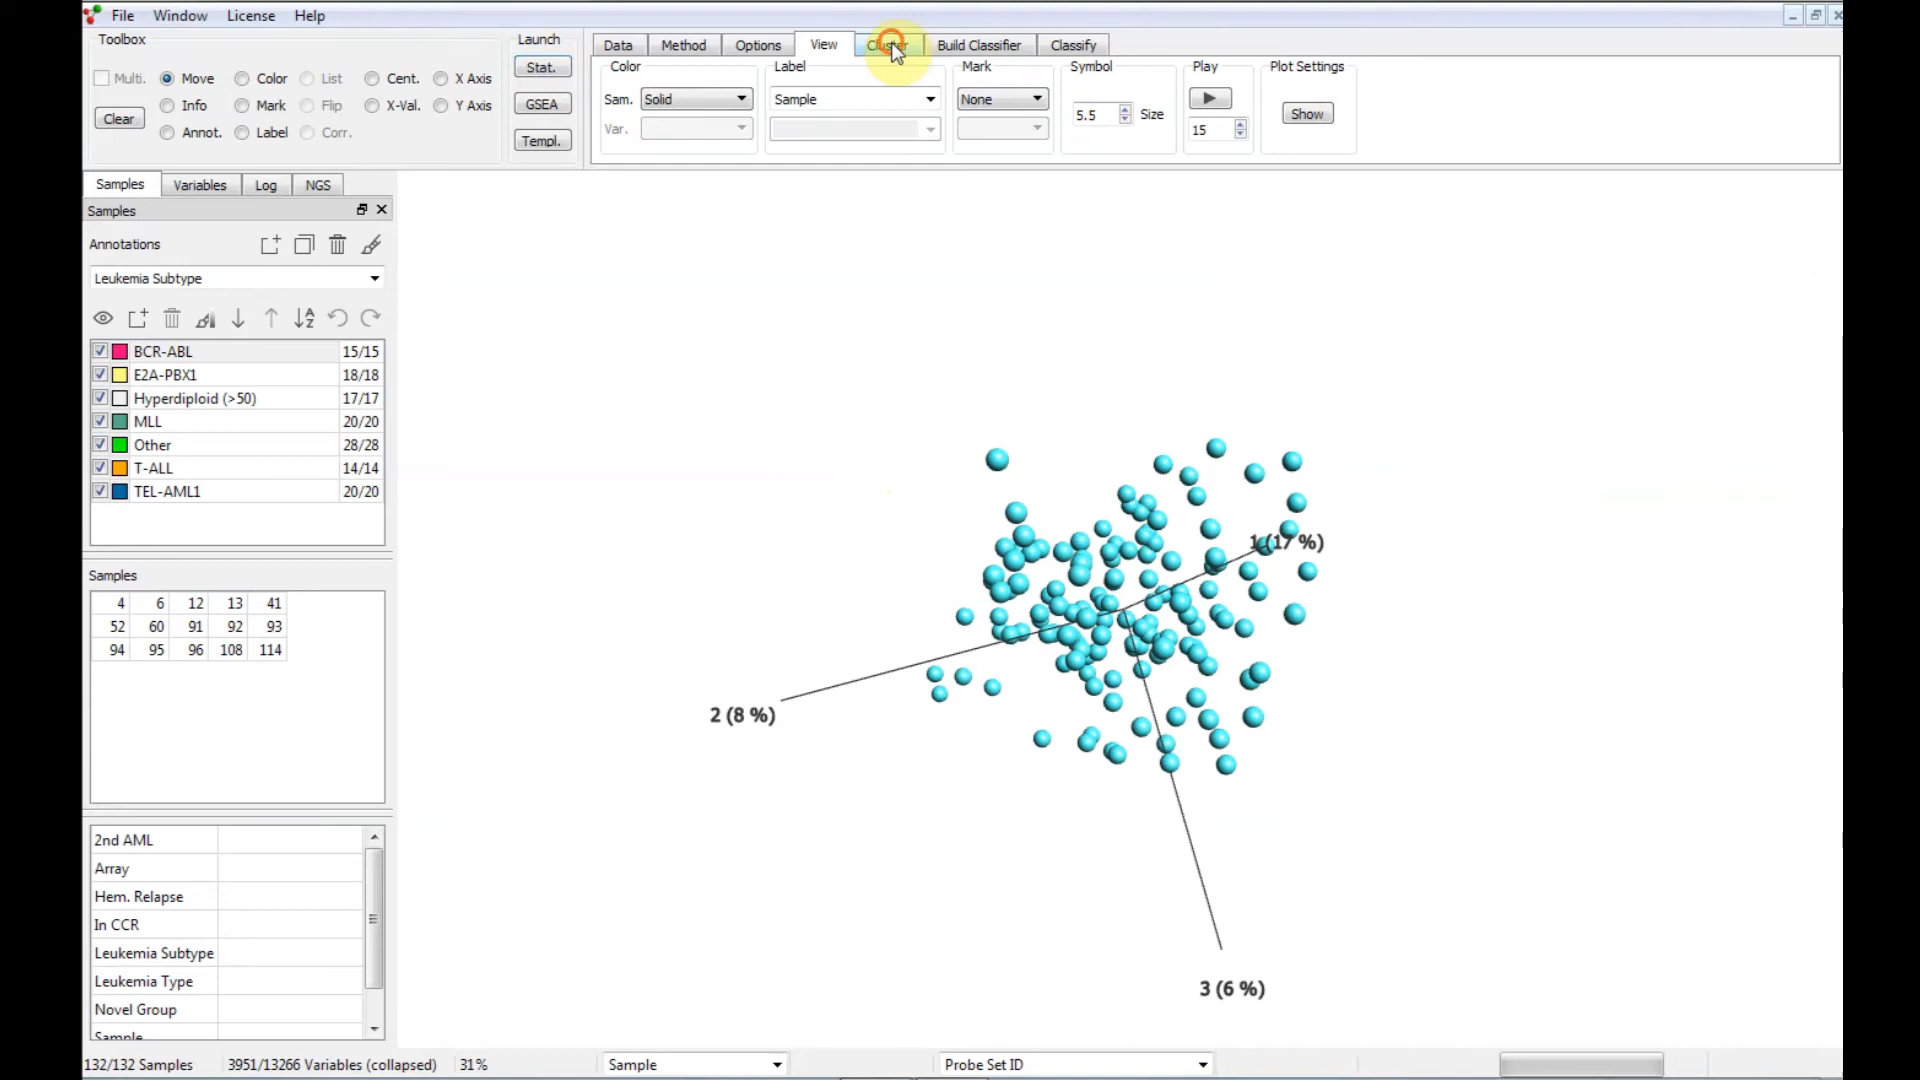 File Window License Help
Toolbox
Multi. Move Color List Cent. X Axis
Info Mark Flip X-Val. Y Axis
Clear
Annot. Label Corr.
Launch
Stat.
GSEA
Templ.
Data Method Options View Cluster Build Classifier Classify
Color
Sam. Solid
Var.
Label
Sample
Mark
None
Symbol
5.5 Size
Play
15
Plot Settings
Show
Samples Variables Log NGS
Samples
Annotations
Leukemia Subtype
BCR-ABL 15/15
E2A-PBX1 18/18
Hyperdiploid (>50) 17/17
MLL 20/20
Other 28/28
T-ALL 14/14
TEL-AML1 20/20
Samples
4 6 12 13 41
52 60 91 92 93
94 95 96 108 114
2nd AML
Array
Hem. Relapse
In CCR
Leukemia Subtype
Leukemia Type
Novel Group
Sample
1 (17 %)
2 (8 %)
3 (6 %)
132/132 Samples 3951/13266 Variables (collapsed) 31% Sample Probe Set ID